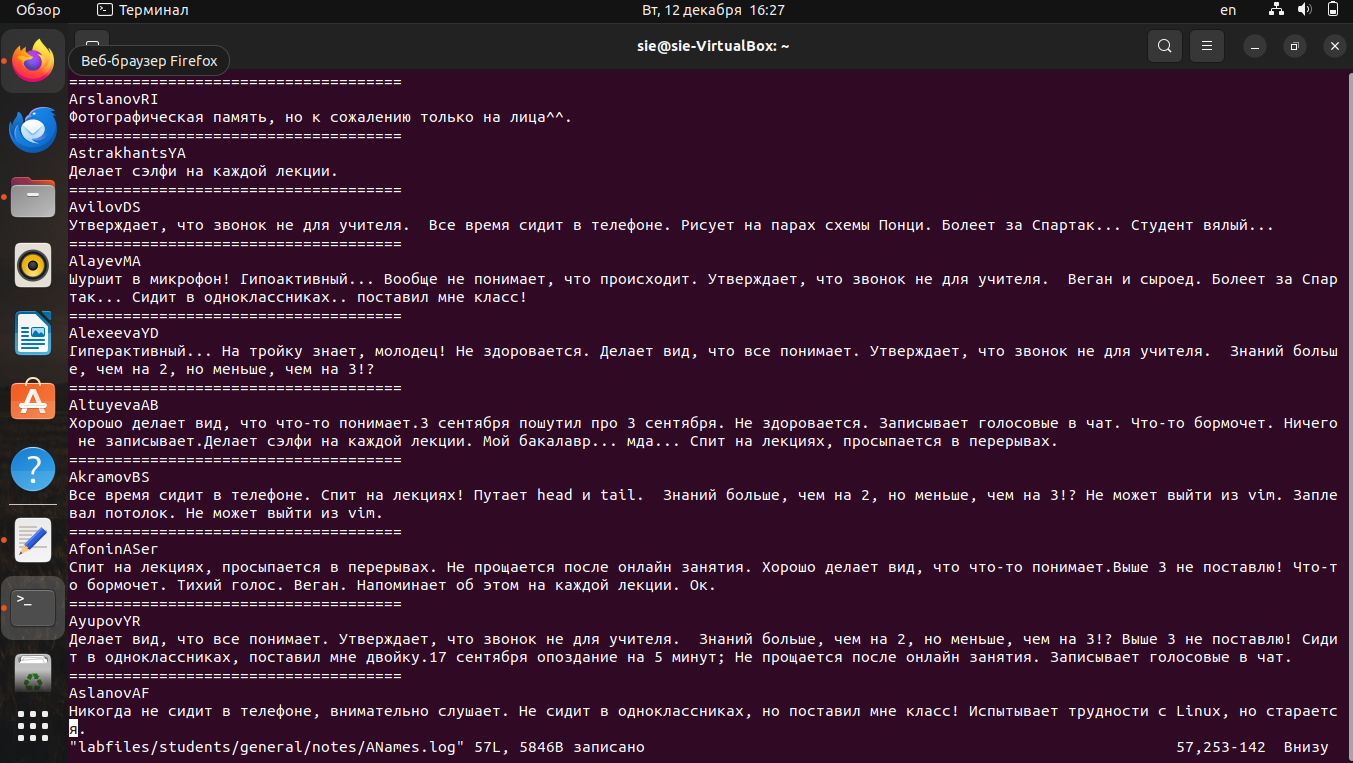 Обзор
Терминал
Вт, 12 декабря 16:27
en
sie@sie-VirtualBox: ~
Веб-браузер Firefox
=====================================
ArslanovRI
Фотографическая память, но к сожалению только на лица^^.
=====================================
AstrakhantsYA
Делает сэлфи на каждой лекции.
=====================================
AvilovDS
Утверждает, что звонок не для учителя.  Все время сидит в телефоне. Рисует на парах схемы Понци. Болеет за Спартак... Студент вялый...
=====================================
AlayevMA
Шуршит в микрофон! Гипоактивный... Вообще не понимает, что происходит. Утверждает, что звонок не для учителя.  Веган и сыроед. Болеет за Спар
так... Сидит в одноклассниках.. поставил мне класс!
=====================================
AlexeevaYD
Гиперактивный... На тройку знает, молодец! Не здоровается. Делает вид, что все понимает. Утверждает, что звонок не для учителя.  Знаний больш
е, чем на 2, но меньше, чем на 3!?
=====================================
AltuyevaAB
Хорошо делает вид, что что-то понимает.3 сентября пошутил про 3 сентября. Не здоровается. Записывает голосовые в чат. Что-то бормочет. Ничего
 не записывает.Делает сэлфи на каждой лекции. Мой бакалавр... мда... Спит на лекциях, просыпается в перерывах.
=====================================
AkramovBS
Все время сидит в телефоне. Спит на лекциях! Путает head и tail.  Знаний больше, чем на 2, но меньше, чем на 3!? Не может выйти из vim. Запле
вал потолок. Не может выйти из vim.
=====================================
AfoninASer
Спит на лекциях, просыпается в перерывах. Не прощается после онлайн занятия. Хорошо делает вид, что что-то понимает.Выше 3 не поставлю! Что-т
о бормочет. Тихий голос. Веган. Напоминает об этом на каждой лекции. Ок.
=====================================
AyupovYR
Делает вид, что все понимает. Утверждает, что звонок не для учителя.  Знаний больше, чем на 2, но меньше, чем на 3!? Выше 3 не поставлю! Сиди
т в одноклассниках, поставил мне двойку.17 сентября опоздание на 5 минут; Не прощается после онлайн занятия. Записывает голосовые в чат.
=====================================
AslanovAF
Никогда не сидит в телефоне, внимательно слушает. Не сидит в одноклассниках, но поставил мне класс! Испытывает трудности с Linux, но стараетс
я.
"labfiles/students/general/notes/ANames.log" 57L, 5846B записано 57,253-142 Внизу